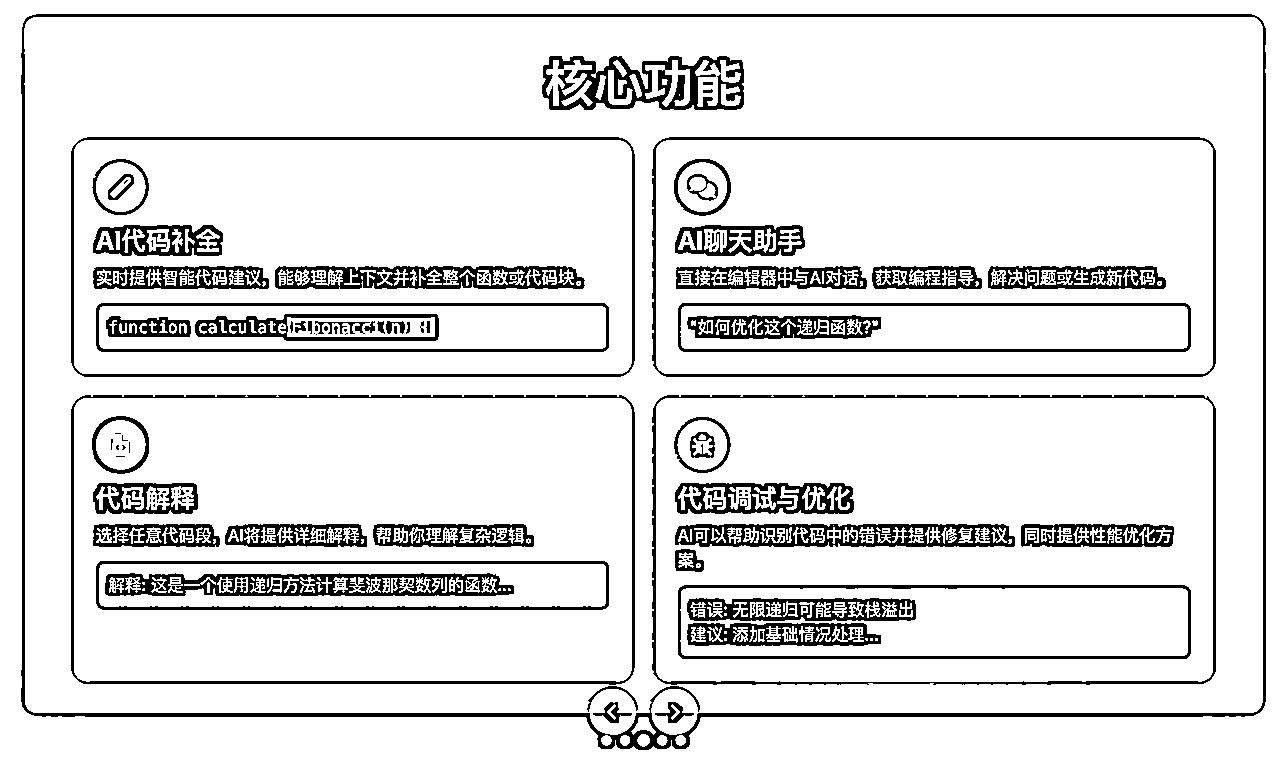 核心功能
AI代码补全
实时提供智能代码建议，能够理解上下文并补全整个函数或代码块。
function calculateFibonacci(n) {
AI聊天助手
直接在编辑器中与AI对话，获取编程指导，解决问题或生成新代码。
"如何优化这个递归函数?"
代码解释
选择任意代码段，AI将提供详细解释，帮助你理解复杂逻辑。
解释: 这是一个使用递归方法计算斐波那契数列的函数...
代码调试与优化
AI可以帮助识别代码中的错误并提供修复建议，同时提供性能优化方
案。
错误: 无限递归可能导致栈溢出
建议: 添加基础情况处理...